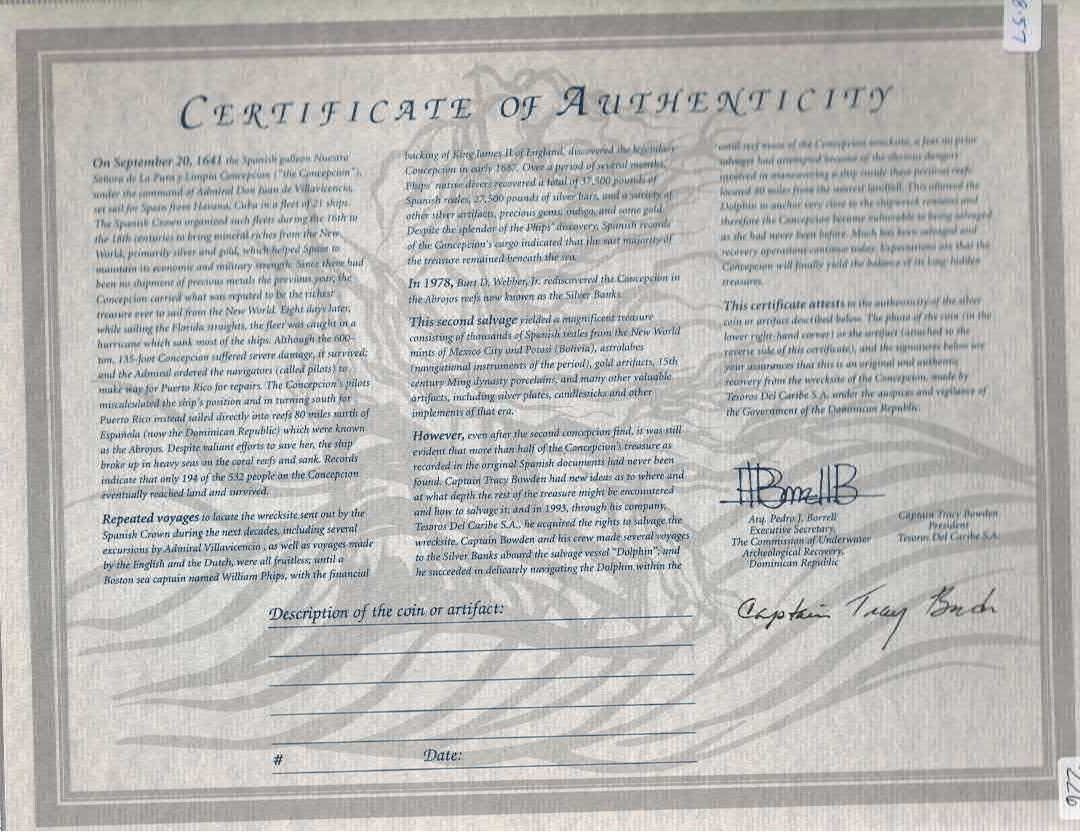 CERTIFICATE OF AUTHENTICITY
On September 20, 1641 the Spanish galleon Nuestra
Señora de La Pura y Limpia Concepcion ("the Concepcion"),
under the command of Admiral Don Juan de Villavicencio,
set sail for Spain from Havana, Cuba in a fleet of 21 ships.
The Spanish Crown organized such fleets during the 16th to
the 18th centuries to bring mineral riches from the New
World, primarily silver and gold, which helped Spain to
maintain its economic and military strength. Since there had
been no shipment of precious metals the previous year, the
Concepcion carried what was reputed to be the richest
treasure ever to sail from the New World. Eight days later,
while sailing the Florida straights, the fleet was caught in a
hurricane which sank most of the ships. Although the 600-
ton, 135-foot Concepcion suffered severe damage, it survived;
and the Admiral ordered the navigators (called pilots) to
make way for Puerto Rico for repairs. The Concepcion's pilots
miscalculated the ship's position and in turning south for
Puerto Rico instead sailed directly into reefs 80 miles north of
Española (now the Dominican Republic) which were known
as the Abrojos. Despite valiant efforts to save her, the ship
broke up in heavy seas on the coral reefs and sank. Records
indicate that only 194 of the 532 people on the Concepcion
eventually reached land and survived.
Repeated voyages to locate the wrecksite sent out by the
Spanish Crown during the next decades, including several
excursions by Admiral Villavicencio, as well as voyages made
by the English and the Dutch, were all fruitless; until a
Boston sea captain named William Phips, with the financial
backing of King James II of England, discovered the legendary
Concepcion in early 1687. Over a period of several months,
Phips' native divers recovered a total of 37,500 pounds of
Spanish reales, 27,500 pounds of silver bars, and a variety of
other silver artifacts, precious gems, indigo, and some gold.
Despite the splendor of the Phips' discovery, Spanish records
of the Concepcion's cargo indicated that the vast majority of
the treasure remained beneath the sea.
In 1978, Burt D. Webber, Jr. rediscovered the Concepcion in
the Abrojos reefs now known as the Silver Banks.
This second salvage yielded a magnificent treasure
consisting of thousands of Spanish reales from the New World
mints of Mexico City and Potosi (Bolivia), astrolabes
(navigational instruments of the period), gold artifacts, 15th
century Ming dynasty porcelains, and many other valuable
artifacts, including silver plates, candlesticks and other
implements of that era.
However, even after the second concepcion find, it was still
evident that more than half of the Concepcion's treasure as
recorded in the original Spanish documents had never been
found. Captain Tracy Bowden had new ideas as to where and
at what depth the rest of the treasure might be encountered
and how to salvage it; and in 1993, through his company,
Tesoros Del Caribe S.A., he acquired the rights to salvage the
wrecksite. Captain Bowden and his crew made several voyages
to the Silver Banks aboard the salvage vessel "Dolphin"; and
he succeeded in delicately navigating the Dolphin within the
coral reef maze of the Concepcion wrecksite, a feat no prior
salvager had attempted because of the obvious dangers
involved in maneuvering a ship inside these perilous reefs
located 80 miles from the nearest landfall. This allowed the
Dolphin to anchor very close to the shipwreck remains and
therefore the Concepcion became vulnerable to being salvaged
as she had never been before. Much has been salvaged and
recovery operations continue today. Expectations are that the
Concepcion will finally yield the balance of its long hidden
treasures.
This certificate attests to the authenticity of the silver
coin or artifact described below. The photo of the coin (in the
lower right-hand corner) or the artifact (attached to the
reverse side of this certificate), and the signatures below are
your assurances that this is an original and authentic
recovery from the wrecksite of the Concepcion, made by
Tesoros Del Caribe S.A. under the auspices and vigilance of
the Government of the Dominican Republic.
Arq. Pedro J. Borrell
Executive Secretary,
The Commission of Underwater
Archeological Recovery,
Dominican Republic
Captain Tracy Bowden
President
Tesoros Del Caribe S.A.
Captain Tracy Bowden
Description of the coin or artifact:
# Date:
226